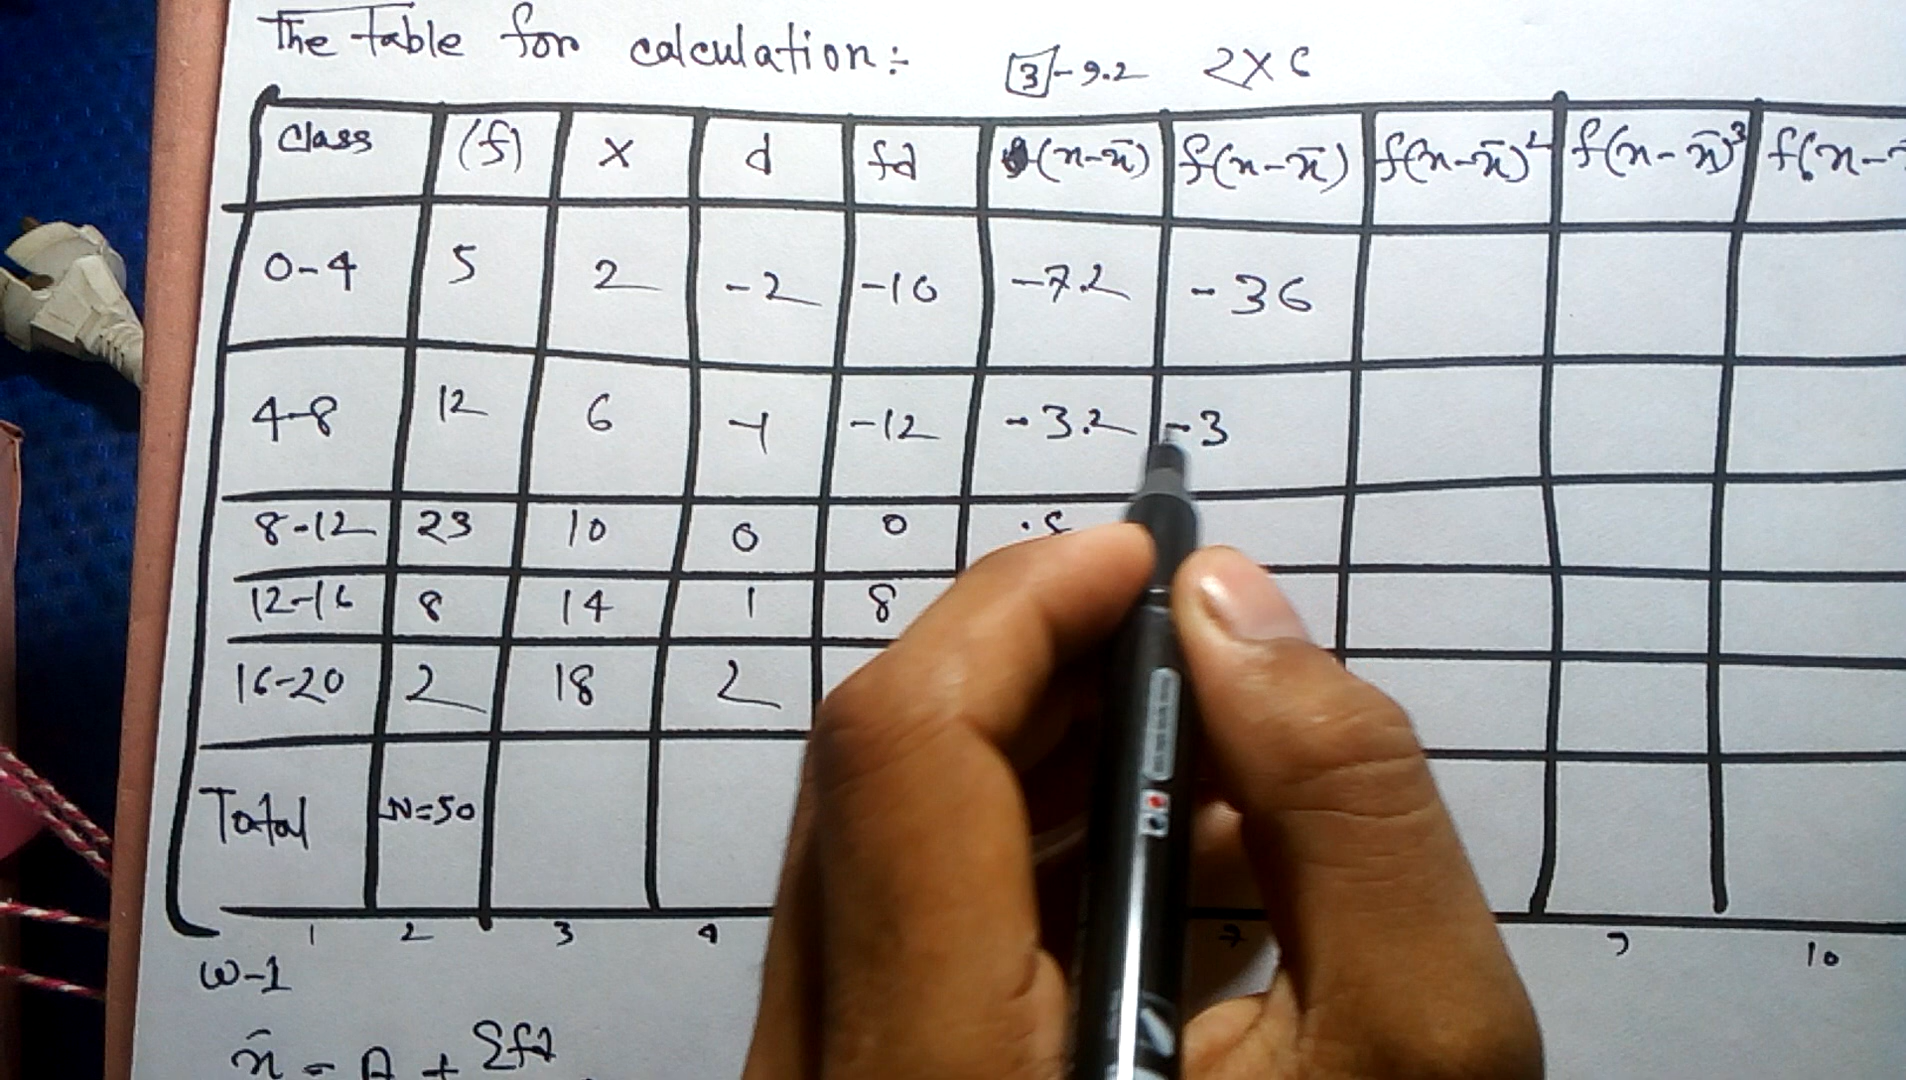 The table for calculation:-
3 -9.2 2X6
Class (f) X d fd (n-n̄) f(n-n̄) f(n-n̄)² f(n-n̄)³ f(n-
0-4 5 2 -2 -10 -7.2 -36
4-8 12 6 -1 -12 -3.2 -3
8-12 23 10 0 0
12-16 8 14 1 8
16-20 2 18 2
Total N=50
1 2 3 4 7 9 10
W-1
n̄ = A + Σfd